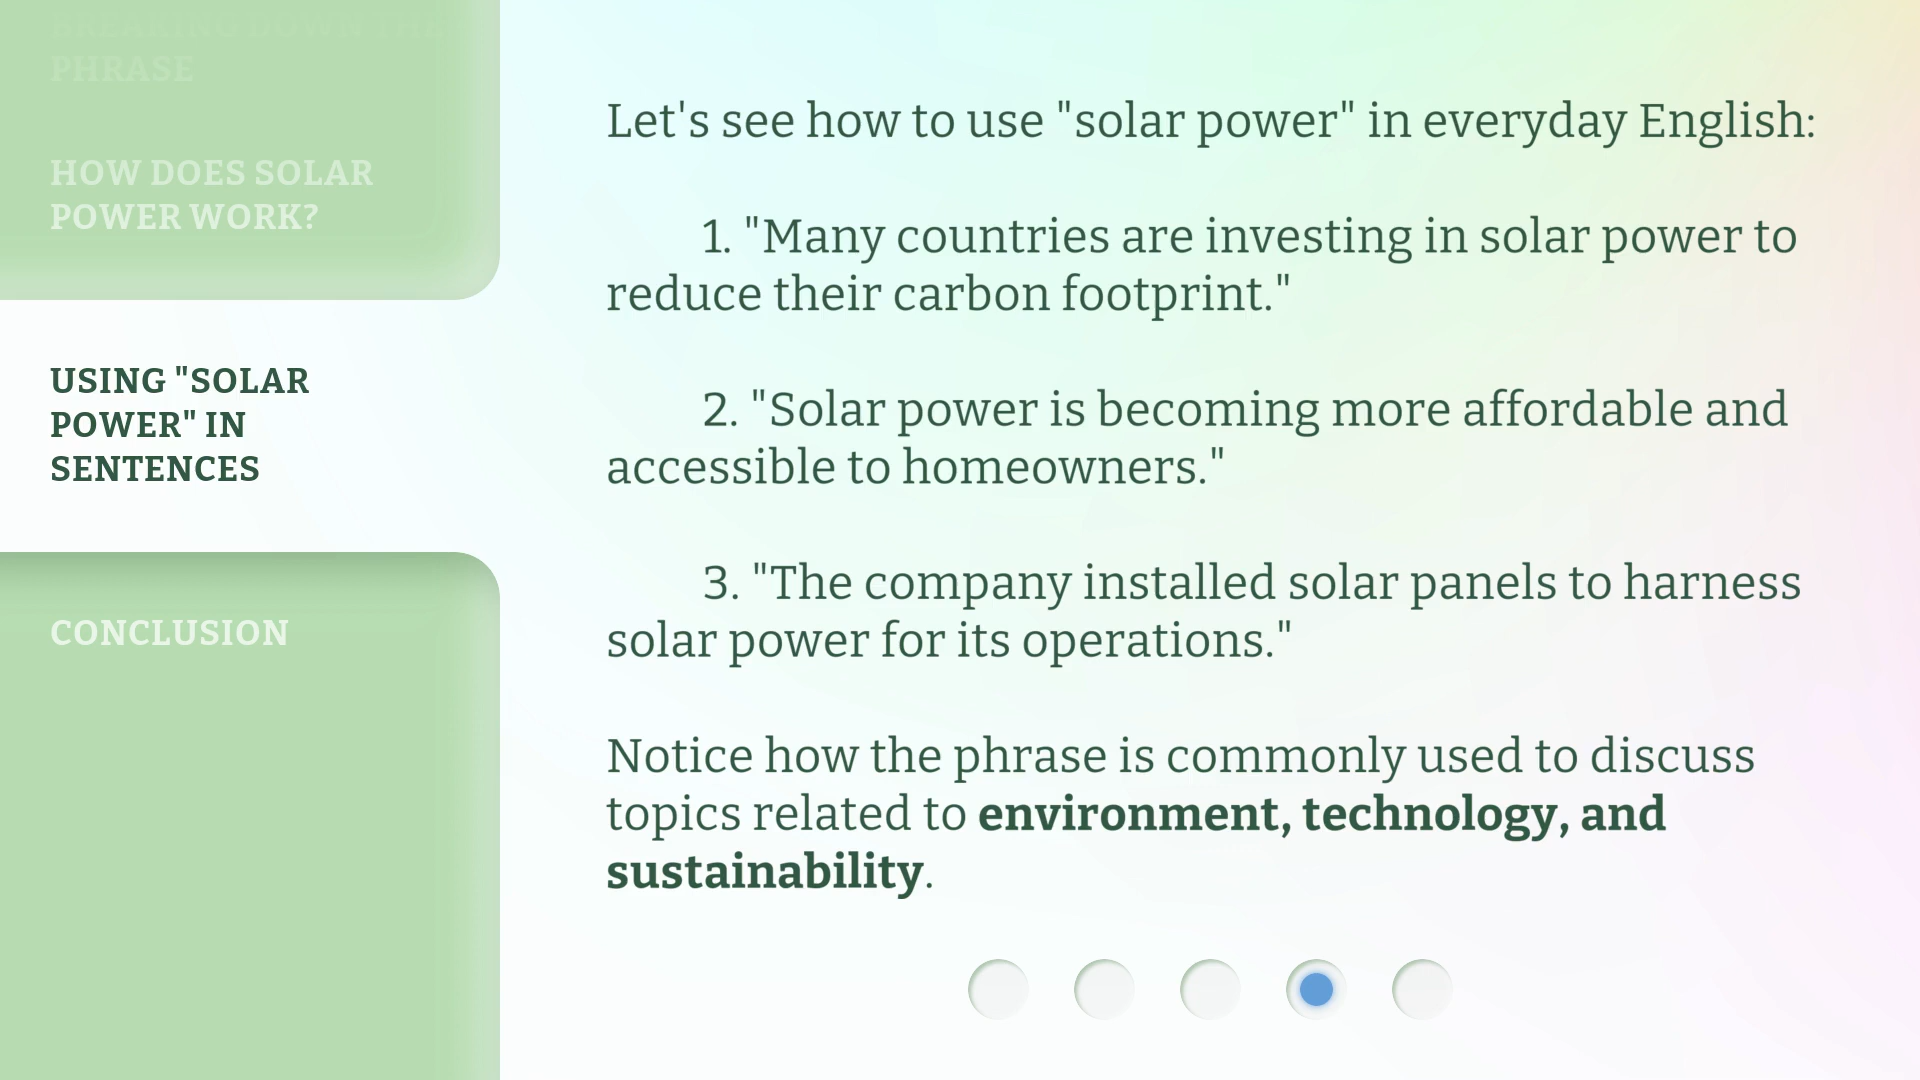 BREAKING DOWN THE
PHRASE
HOW DOES SOLAR
POWER WORK?
USING "SOLAR
POWER" IN
SENTENCES
CONCLUSION
Let's see how to use "solar power" in everyday English:
1. "Many countries are investing in solar power to
reduce their carbon footprint."
2. "Solar power is becoming more affordable and
accessible to homeowners."
3. "The company installed solar panels to harness
solar power for its operations."
Notice how the phrase is commonly used to discuss
topics related to environment, technology, and
sustainability.